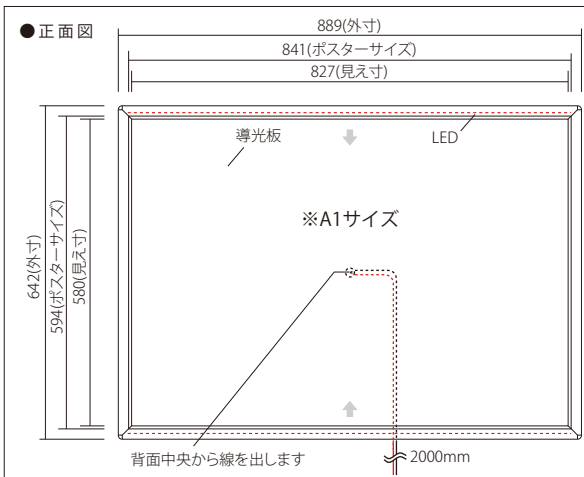 ●正面図
889(外寸)
841(ポスターサイズ)
827(見え寸)
導光板
LED
※A1サイズ
642(外寸)
594(ポスターサイズ)
580(見え寸)
背面中央から線を出します
2000mm